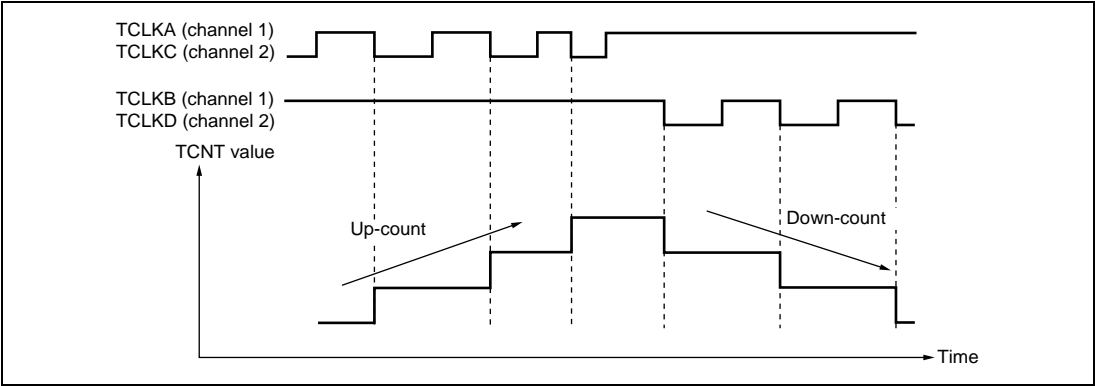 TCLKA (channel 1)
TCLKC (channel 2)
TCLKB (channel 1)
TCLKD (channel 2)
TCNT value
Up-count
Down-count
Time